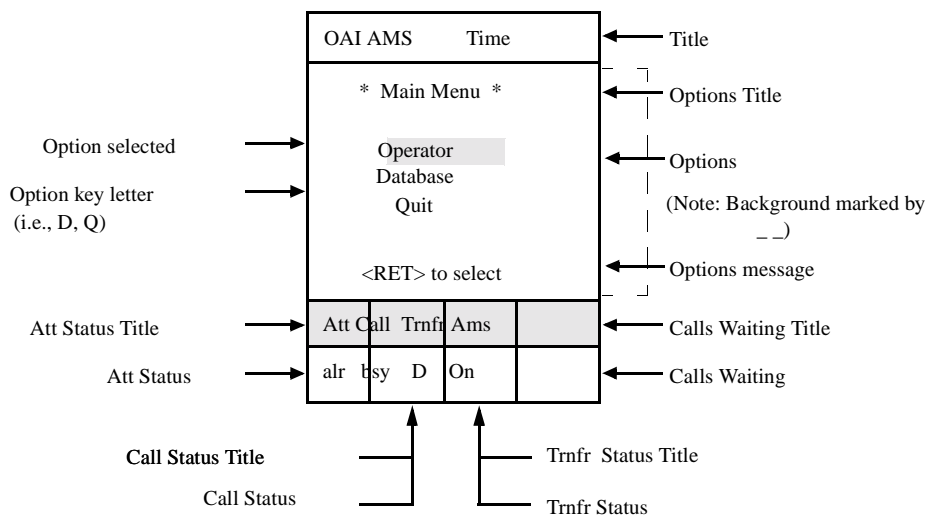 OAI AMS Time
Title
* Main Menu *
Options Title
Option selected
Operator
Options
Option key letter
(i.e., D, Q)
Database
Quit
(Note: Background marked by
_ _)
<RET> to select
Options message
Att Status Title
Att Call Trnfr Ams
Calls Waiting Title
Att Status
alr bsy D On
Calls Waiting
Call Status Title
Trnfr Status Title
Call Status
Trnfr Status